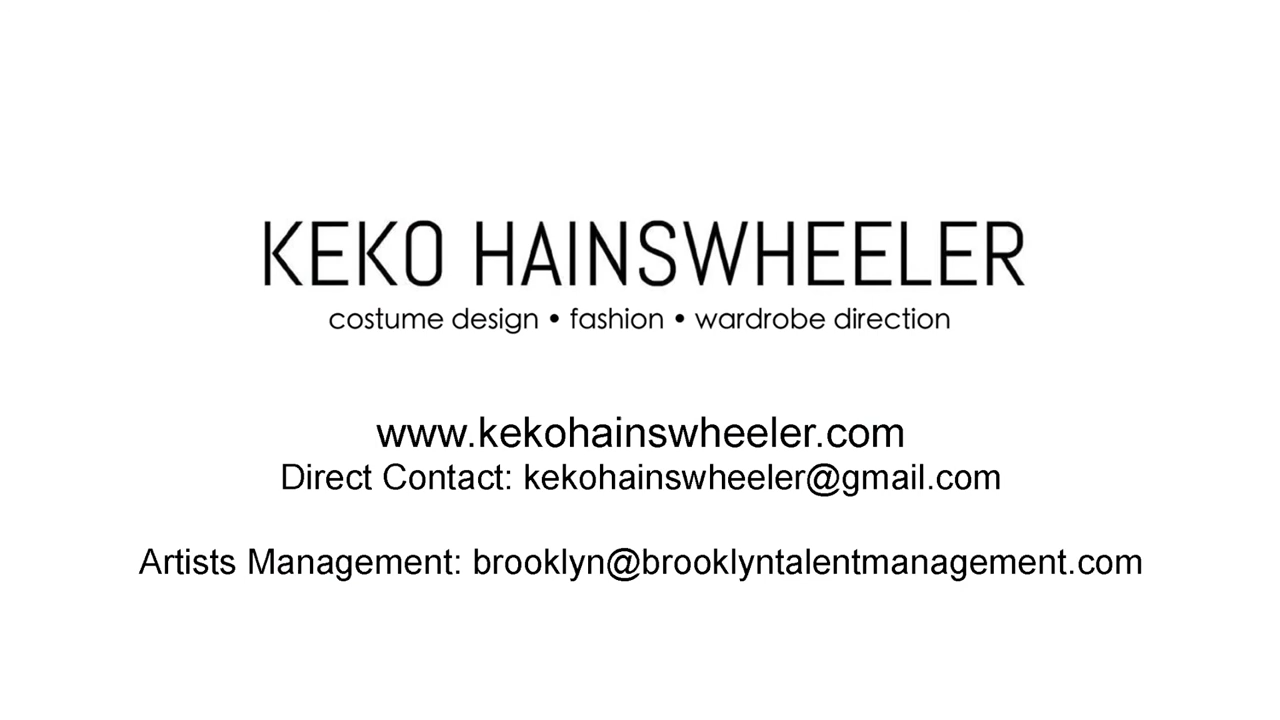 KEKO HAINSWHEELER
costume design • fashion • wardrobe direction
www.kekohainswheeler.com
Direct Contact: kekohainswheeler@gmail.com
Artists Management: brooklyn@brooklyntalentmanagement.com